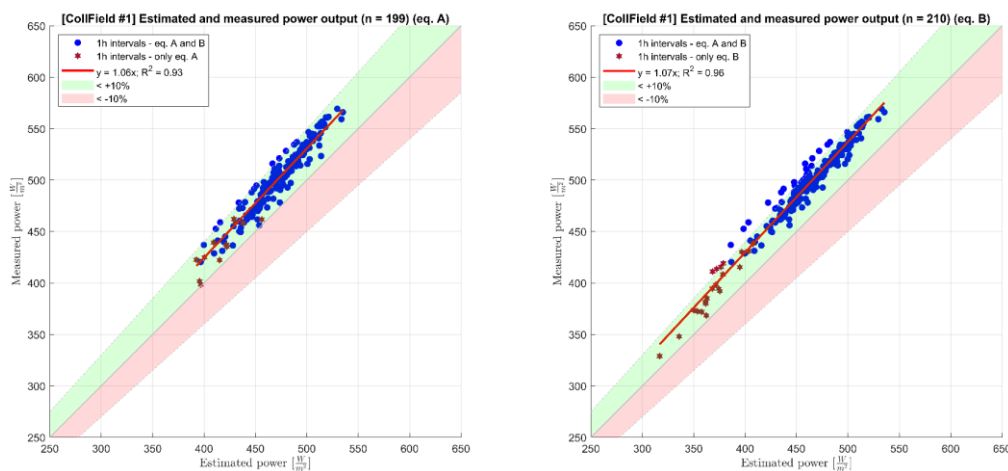 [CollField #1] Estimated and measured power output (n = 199) (eq. A)
1h intervals - eq. A and B
1h intervals - only eq. A
y = 1.06x; R² = 0.93
< +10%
< -10%
650
600
550
500
450
400
350
300
250
Measured power [W/m²]
250 300 350 400 450 500 550 600 650
Estimated power [W/m²]
[CollField #1] Estimated and measured power output (n = 210) (eq. B)
1h intervals - eq. A and B
1h intervals - only eq. B
y = 1.07x; R² = 0.96
< +10%
< -10%
650
600
550
500
450
400
350
300
250
Measured power [W/m²]
250 300 350 400 450 500 550 600 650
Estimated power [W/m²]